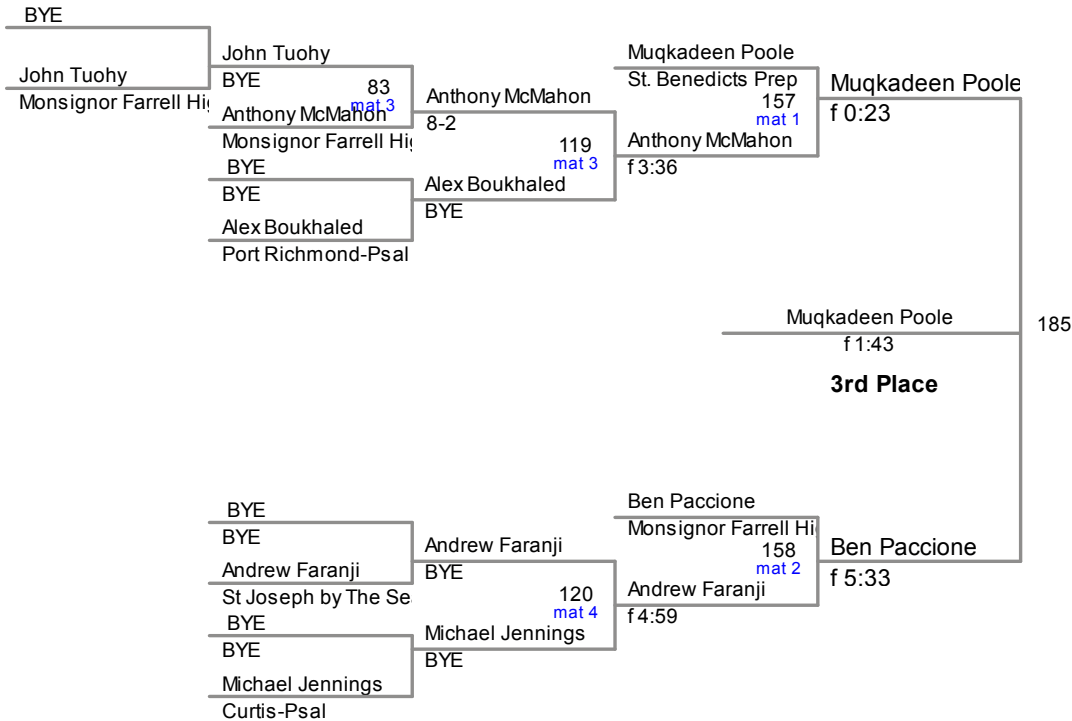 BYE
John Tuohy
Monsignor Farrell Hi
John Tuohy
BYE
83
mat 3
Anthony McMahon
Monsignor Farrell Hi
BYE
BYE
Alex Boukhaled
Port Richmond-Psal
Anthony McMahon
8-2
119
mat 3
Alex Boukhaled
BYE
Muqkadeen Poole
St. Benedicts Prep
157
mat 1
Anthony McMahon
f 3:36
Muqkadeen Poole
f 0:23
Muqkadeen Poole
f 1:43
3rd Place
185
BYE
BYE
Andrew Faranji
St Joseph by The Se
BYE
BYE
Michael Jennings
Curtis-Psal
Andrew Faranji
BYE
120
mat 4
Michael Jennings
BYE
Ben Paccione
Monsignor Farrell Hi
158
mat 2
Andrew Faranji
f 4:59
Ben Paccione
f 5:33